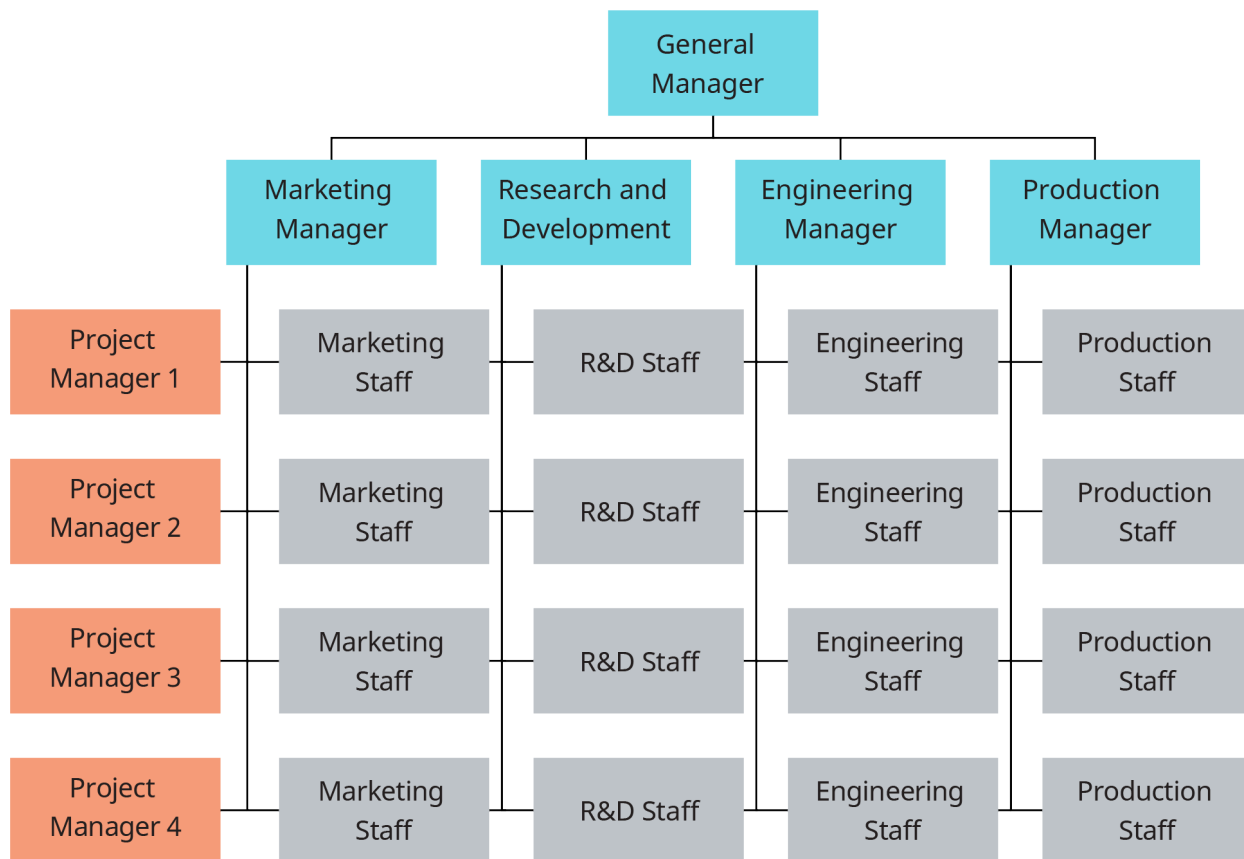 General
Manager
Marketing
Manager
Research and
Development
Engineering
Manager
Production
Manager
Project
Manager 1
Marketing
Staff
R&D Staff
Engineering
Staff
Production
Staff
Project
Manager 2
Marketing
Staff
R&D Staff
Engineering
Staff
Production
Staff
Project
Manager 3
Marketing
Staff
R&D Staff
Engineering
Staff
Production
Staff
Project
Manager 4
Marketing
Staff
R&D Staff
Engineering
Staff
Production
Staff